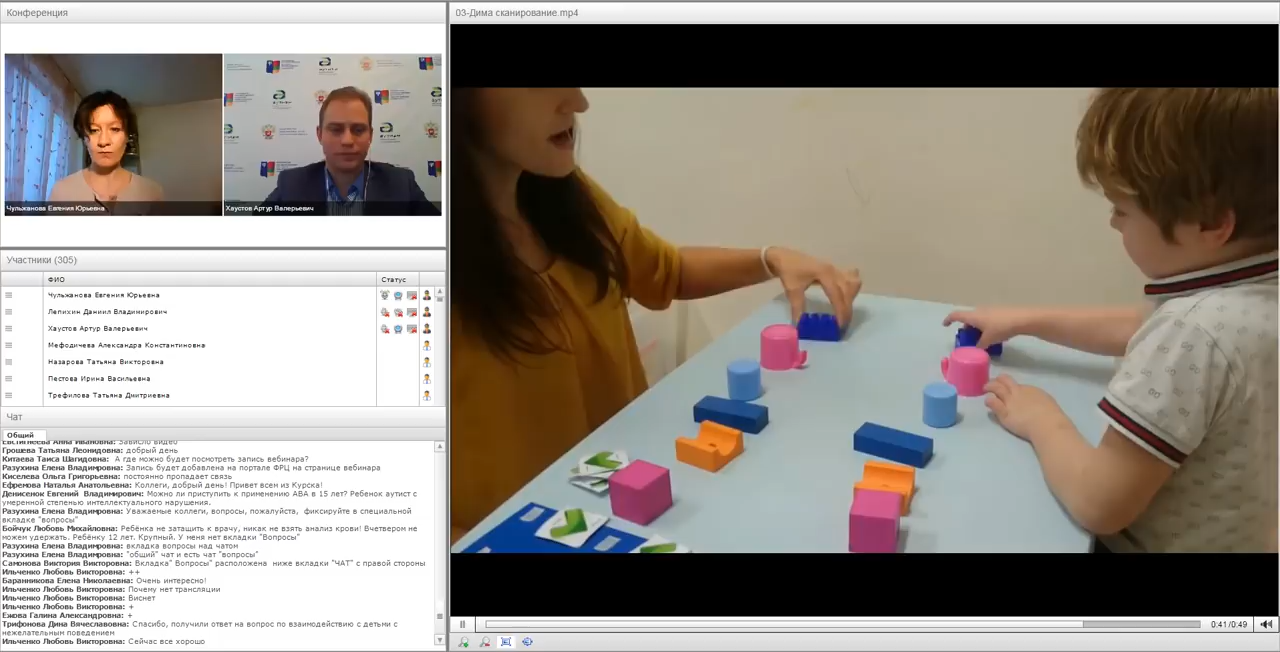 Конференция
Чульжанова Евгения Юрьевна
Хаустов Артур Валерьевич
Участники (305)
ФИО
Статус
Чульжанова Евгения Юрьевна
Лепихин Даниил Владимирович
Хаустов Артур Валерьевич
Мефодичева Александра Константиновна
Назарова Татьяна Викторовна
Пестова Ирина Васильевна
Трефилова Татьяна Дмитриевна
Чат
Общий
Евстигнеева Анна Ивановна: Зависло видео
Грошева Татьяна Леонидовна: добрый день
Китаева Таиса Шагидовна: А где можно будет посмотреть запись вебинара?
Разухина Елена Владимровна: Запись будет добавлена на портале ФРЦ на странице вебинара
Киселева Ольга Григорьевна: постоянно пропадает связь
Ефремова Наталья Анатольевна: Коллеги, добрый день! Привет всем из Курска!
Денисенок Евгений Владимирович: Можно ли приступить к применению АВА в 15 лет? Ребенок аутист с
умеренной степенью интеллектуального нарушения.
Разухина Елена Владимровна: Уважаемые коллеги, вопросы, пожалуйста, фиксируйте в специальной
вкладке "вопросы"
Бойчук Любовь Михайловна: Ребёнка не затащить к врачу, никак не взять анализ крови! Вчетвером не
можем удержать. Ребёнку 12 лет. Крупный. У меня нет вкладки "Вопросы"
Разухина Елена Владимровна: вкладка вопросы над чатом
Разухина Елена Владимровна: "общий" чат и есть чат "вопросы"
Самонова Виктория Викторовна: Вкладка" Вопросы" расположена ниже вкладки "ЧАТ" с правой стороны
Ильченко Любовь Викторовна: ++
Баранникова Елена Николаевна: Очень интересно!
Ильченко Любовь Викторовна: Почему нет трансляции
Ильченко Любовь Викторовна: Виснет
Ильченко Любовь Викторовна: +
Ежова Галина Александровна: +
Трифонова Дина Вячеславовна: Спасибо, получили ответ на вопрос по взаимодействию с детьми с
нежелательным поведением
Ильченко Любовь Викторовна: Сейчас все хорошо
03-Дима сканирование.mp4
0:41/0:49